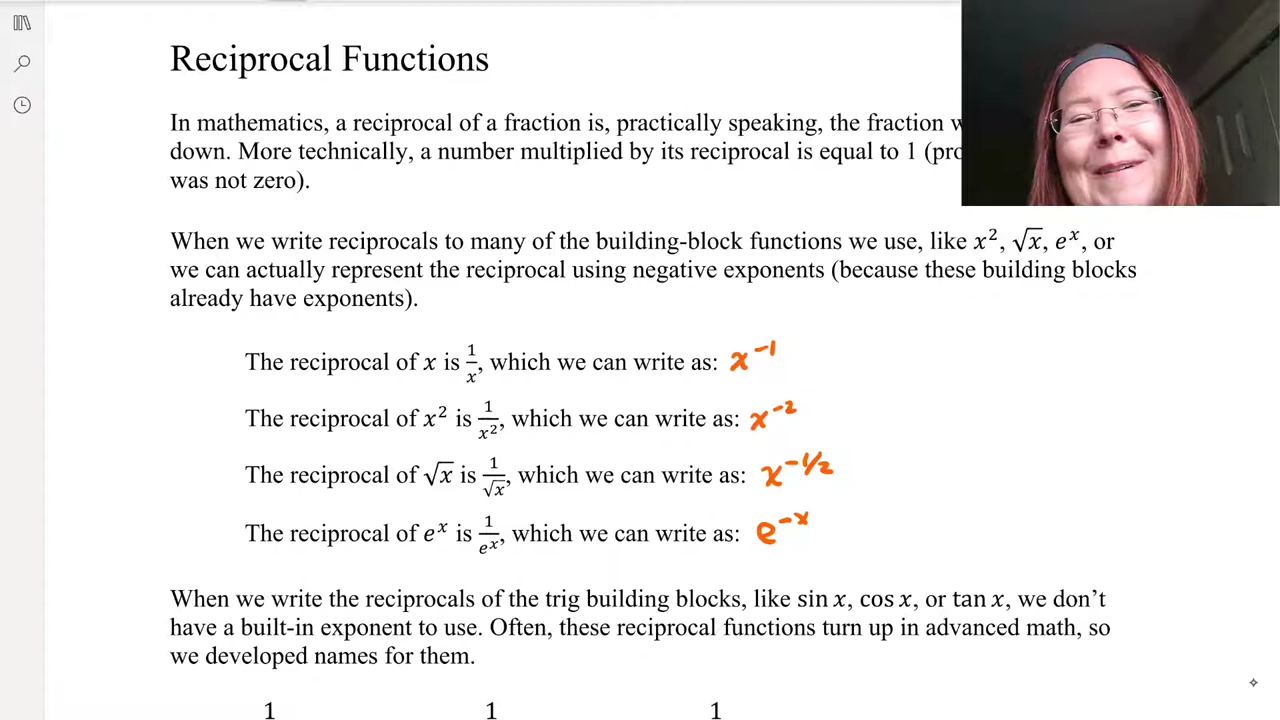 Reciprocal Functions
In mathematics, a reciprocal of a fraction is, practically speaking, the fraction
down. More technically, a number multiplied by its reciprocal is equal to 1
was not zero).
When we write reciprocals to many of the building-block functions we use, like x², √x, eˣ, or
we can actually represent the reciprocal using negative exponents (because these building blocks
already have exponents).
The reciprocal of x is 1/x, which we can write as: x⁻¹
The reciprocal of x² is 1/x², which we can write as: x⁻²
The reciprocal of √x is 1/√x, which we can write as: x^(-1/2)
The reciprocal of eˣ is 1/eˣ, which we can write as: e⁻ˣ
When we write the reciprocals of the trig building blocks, like sin x, cos x, or tan x, we don't
have a built-in exponent to use. Often, these reciprocal functions turn up in advanced math, so
we developed names for them.
1 1 1